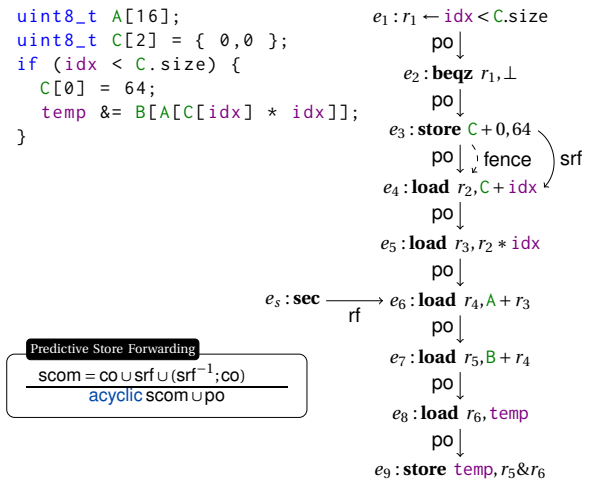 uint8_t A[16];
uint8_t C[2] = { 0,0 };
if (idx < C.size) {
C[0] = 64;
temp &= B[A[C[idx] * idx]];
}
e₁ : r₁ ← idx < C.size
po
e₂ : beqz r₁,⊥
po
e₃ : store C + 0,64
po
fence
srf
e₄ : load r₂,C + idx
po
e₅ : load r₃,r₂ * idx
po
eₛ : sec
rf
e₆ : load r₄,A + r₃
po
e₇ : load r₅,B + r₄
po
e₈ : load r₆,temp
po
e₉ : store temp,r₅&r₆
Predictive Store Forwarding
scom = co ∪ srf ∪ (srf⁻¹;co)
acyclic scom ∪ po